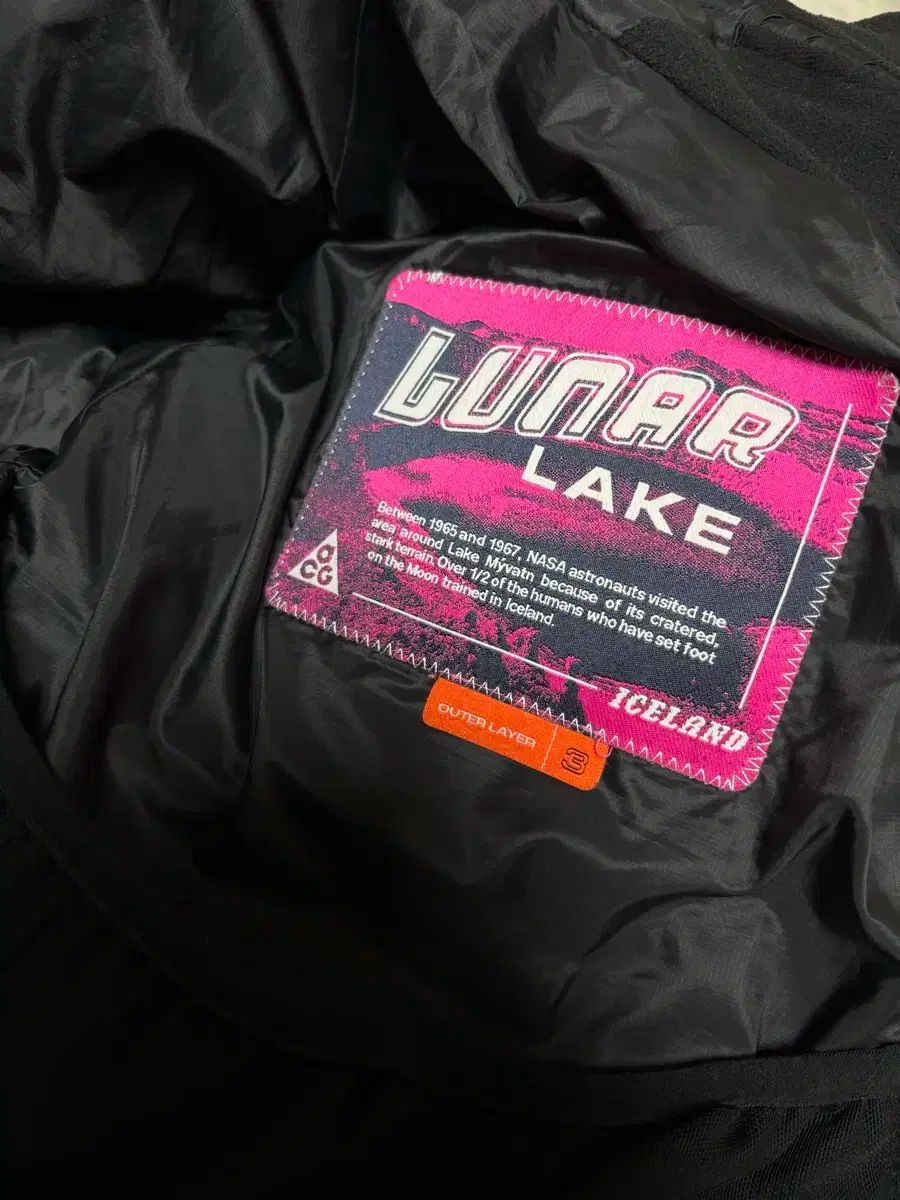 LUNAR
LAKE
Between 1965 and 1967, NASA astronauts visited the
area around Lake Mývatn because of its cratered,
stark terrain. Over 1/2 of the humans who have set foot
on the Moon trained in Iceland.
aCG
ICELAND
OUTER LAYER 3